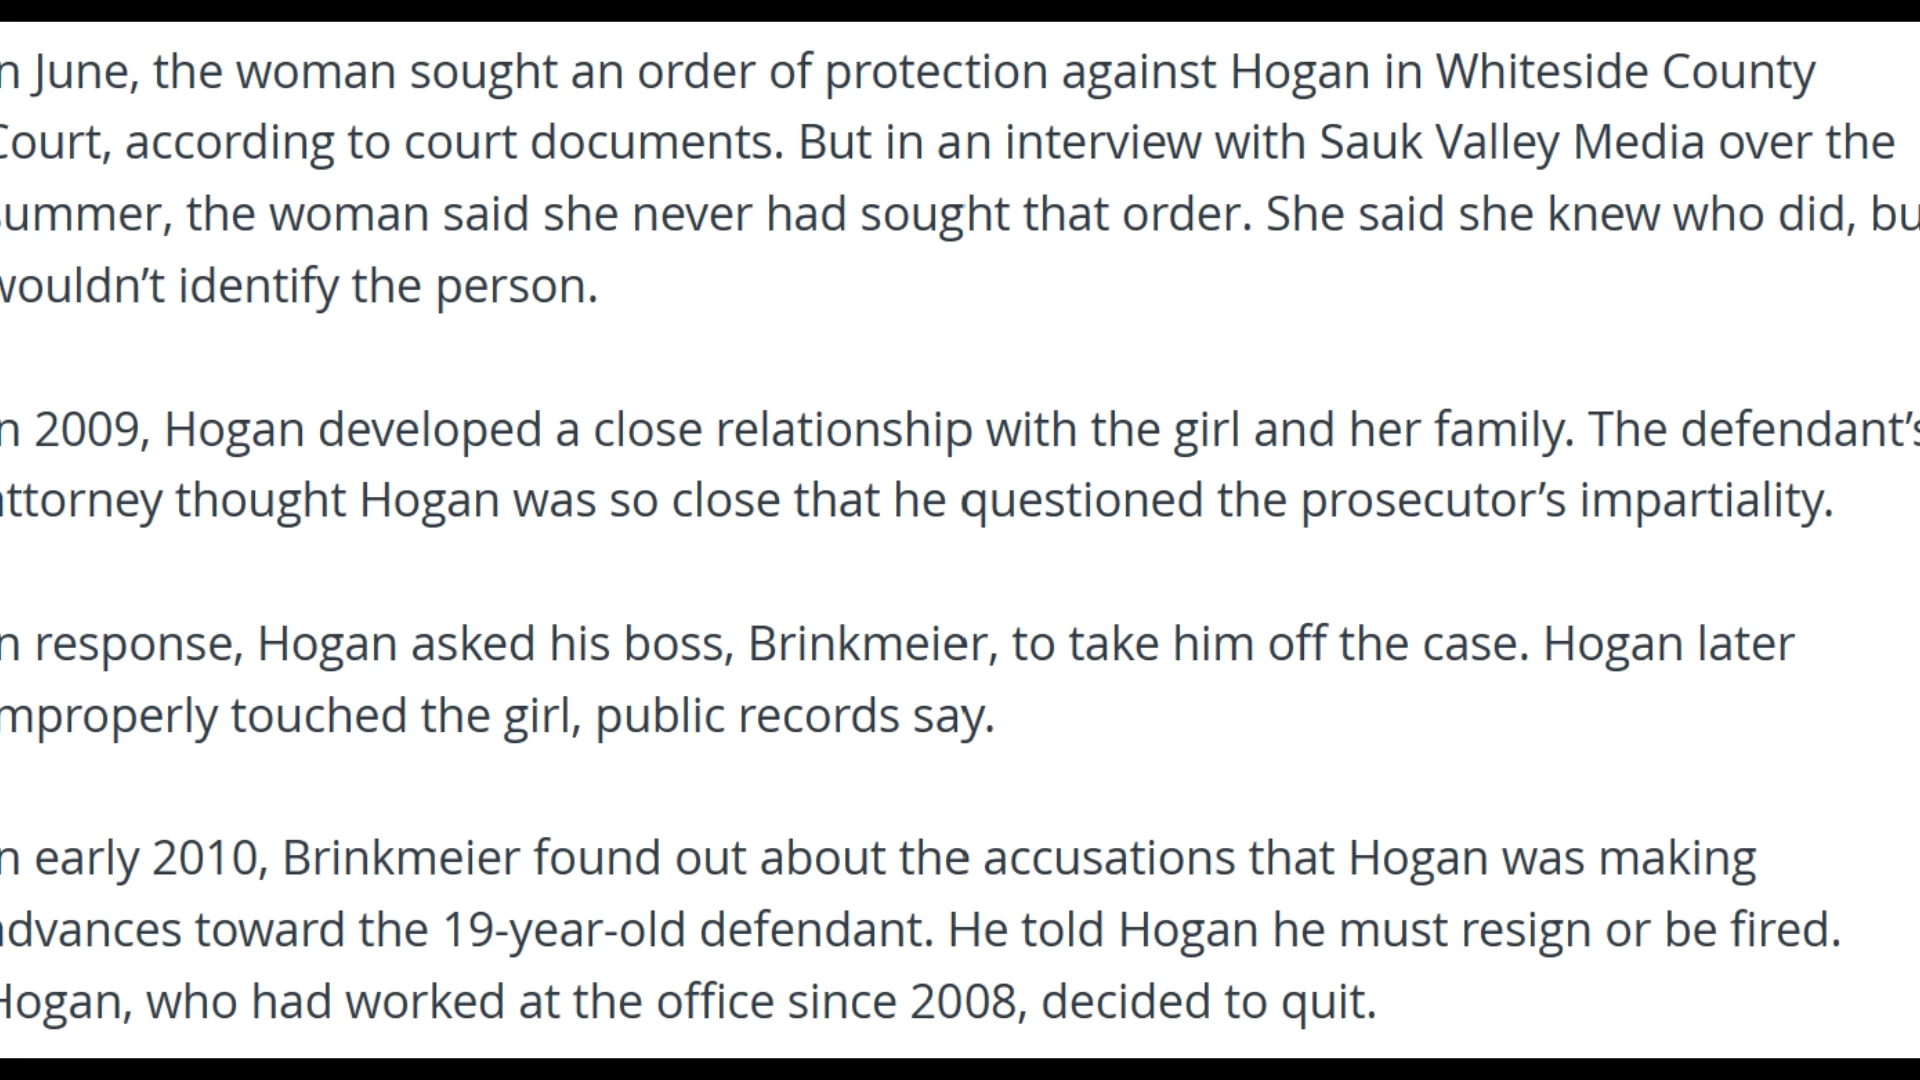 n June, the woman sought an order of protection against Hogan in Whiteside County
Court, according to court documents. But in an interview with Sauk Valley Media over the
summer, the woman said she never had sought that order. She said she knew who did, bu
wouldn’t identify the person.
n 2009, Hogan developed a close relationship with the girl and her family. The defendant’s
attorney thought Hogan was so close that he questioned the prosecutor’s impartiality.
n response, Hogan asked his boss, Brinkmeier, to take him off the case. Hogan later
mproperly touched the girl, public records say.
n early 2010, Brinkmeier found out about the accusations that Hogan was making
advances toward the 19-year-old defendant. He told Hogan he must resign or be fired.
Hogan, who had worked at the office since 2008, decided to quit.